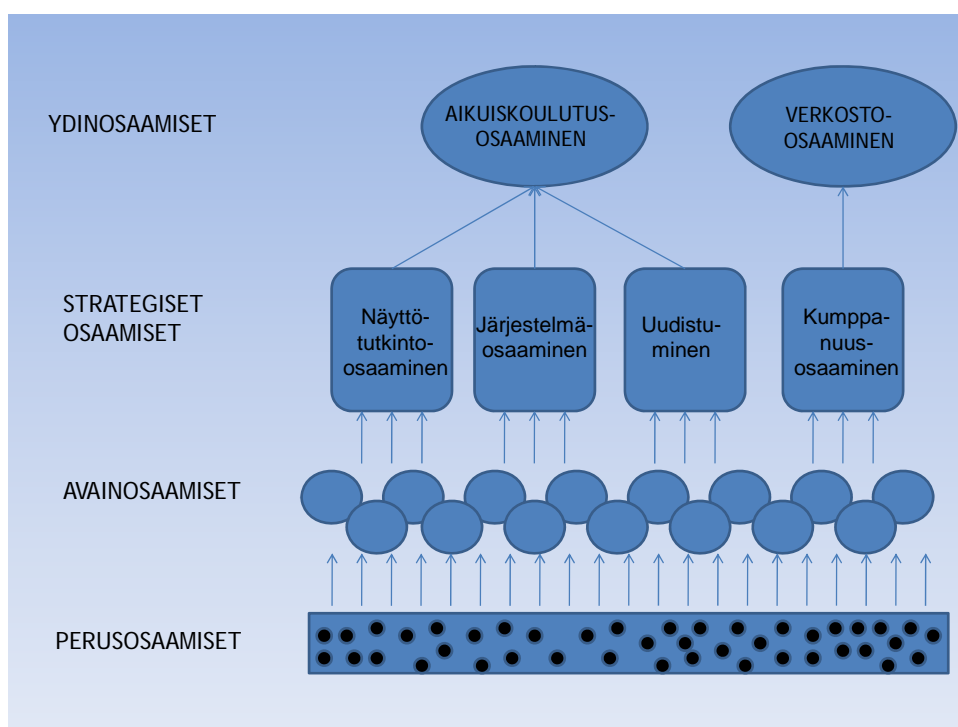 YDINOSAAMISET
AIKUISKOULUTUS-
OSAAMINEN
VERKOSTO-
OSAAMINEN
STRATEGISET
OSAAMISET
Näyttö-
tutkinto-
osaaminen
Järjestelmä-
osaaminen
Uudistu-
minen
Kumppa-
nuus-
osaaminen
AVAINOSAAMISET
PERUSOSAAMISET